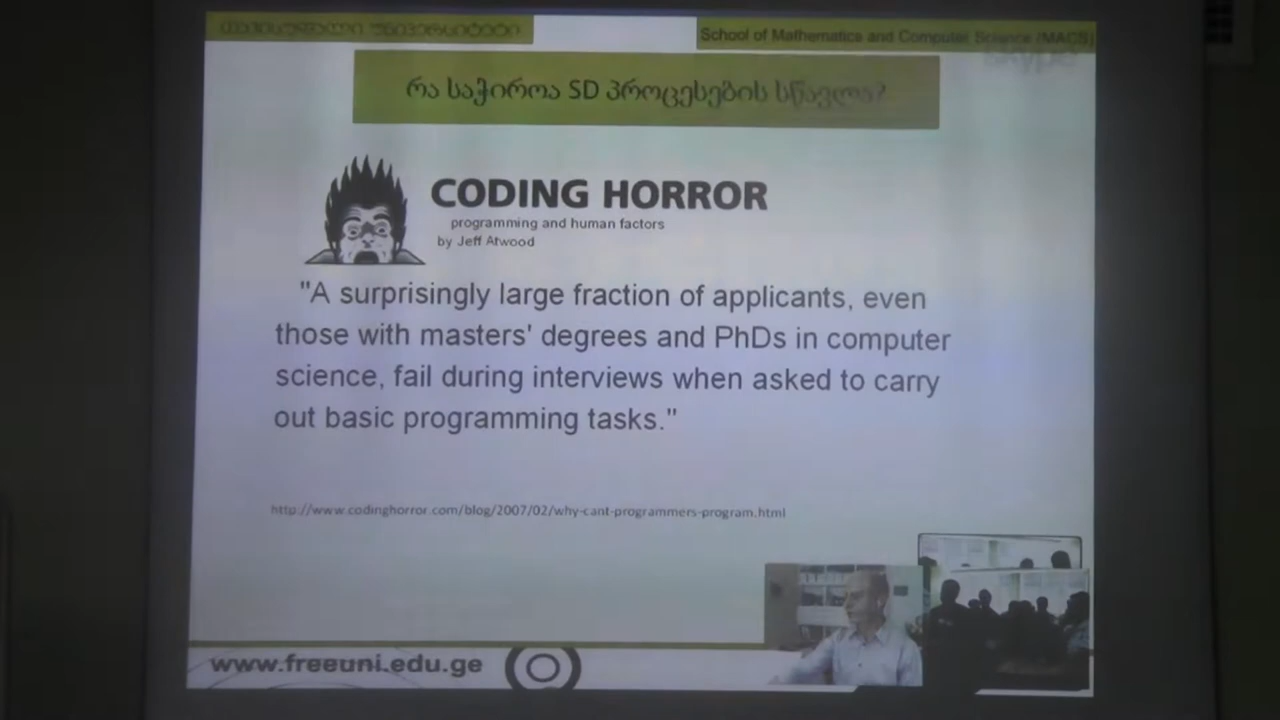 თავისუფალი უნივერსიტეტი
School of Mathematics and Computer Science (MACS)
skype
რა საჭიროა SD პროცესების სწავლა?
CODING HORROR
programming and human factors
by Jeff Atwood
"A surprisingly large fraction of applicants, even
those with masters' degrees and PhDs in computer
science, fail during interviews when asked to carry
out basic programming tasks."
http://www.codinghorror.com/blog/2007/02/why-cant-programmers-program.html
www.freeuni.edu.ge